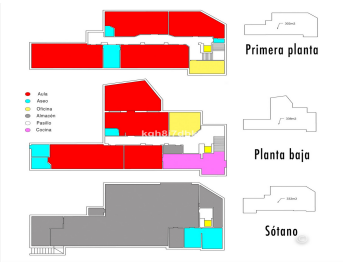 Primera planta
Aula
Aseo
Oficina
Almacén
Pasillo
Cocina
Planta baja
Sótano